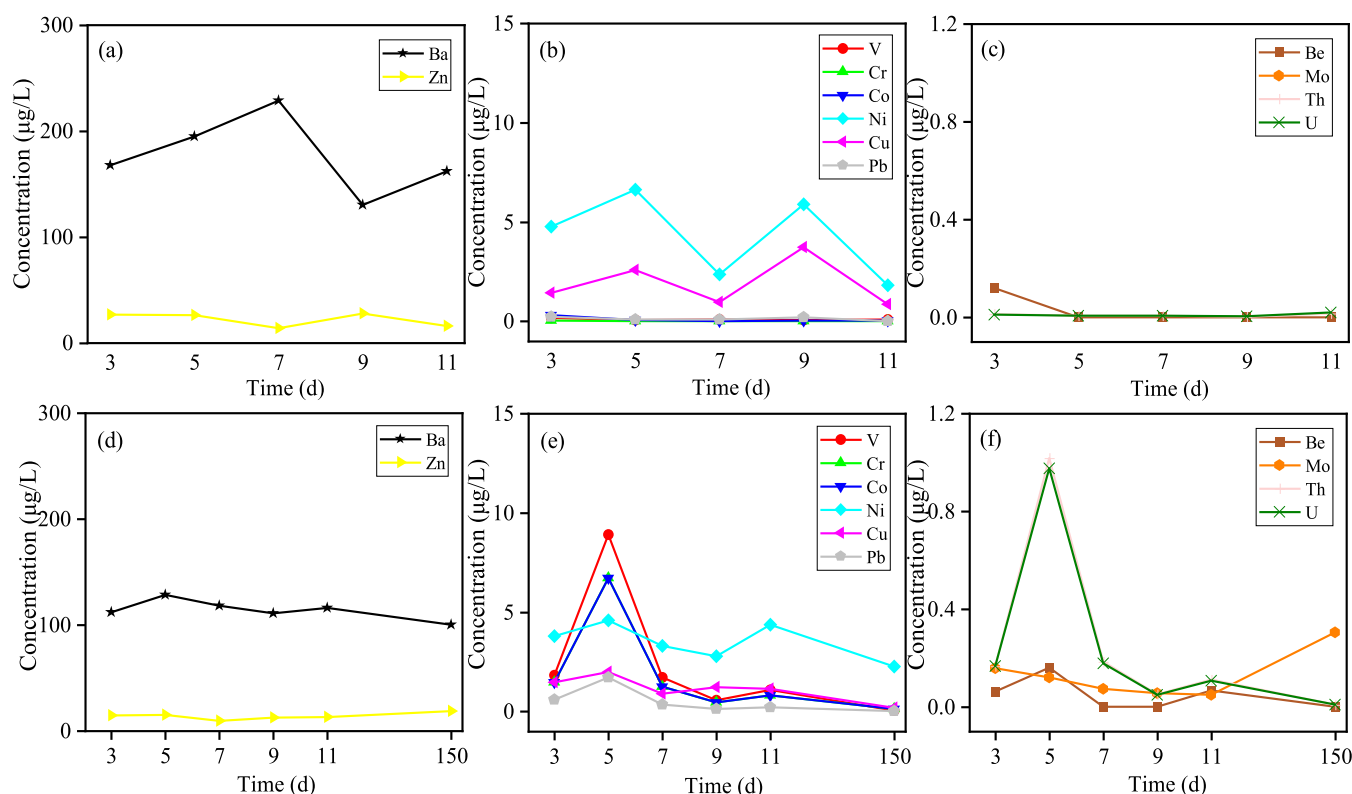 (a)
Ba
Zn
300
200
100
0
Concentration (µg/L)
3 5 7 9 11
Time (d)
(b)
V
Cr
Co
Ni
Cu
Pb
15
10
5
0
Concentration (µg/L)
3 5 7 9 11
Time (d)
(c)
Be
Mo
Th
U
1.2
0.8
0.4
0.0
Concentration (µg/L)
3 5 7 9 11
Time (d)
(d)
Ba
Zn
300
200
100
0
Concentration (µg/L)
3 5 7 9 11 150
Time (d)
(e)
V
Cr
Co
Ni
Cu
Pb
15
10
5
0
Concentration (µg/L)
3 5 7 9 11 150
Time (d)
(f)
Be
Mo
Th
U
1.2
0.8
0.4
0.0
Concentration (µg/L)
3 5 7 9 11 150
Time (d)